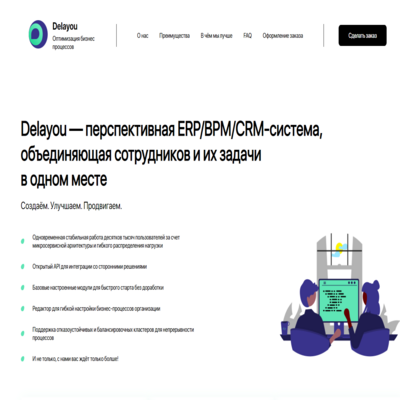 Delayou
Оптимизация бизнес
процессов
О нас
Преимущества
В чём мы лучше
FAQ
Оформление заказа
Сделать заказ
Delayou — перспективная ERP/BPM/CRM-система,
объединяющая сотрудников и их задачи
в одном месте
Создаём. Улучшаем. Продвигаем.
Одновременная стабильная работа десятков тысяч пользователей за счет
микросервисной архитектуры и гибкого распределения нагрузки
Открытый API для интеграции со сторонними решениями
Базовые настроенные модули для быстрого старта без доработки
Редактор для гибкой настройки бизнес-процессов организации
Поддержка отказоустойчивых и балансировочных кластеров для непрерывности
процессов
И не только, с нами вас ждёт только больше!